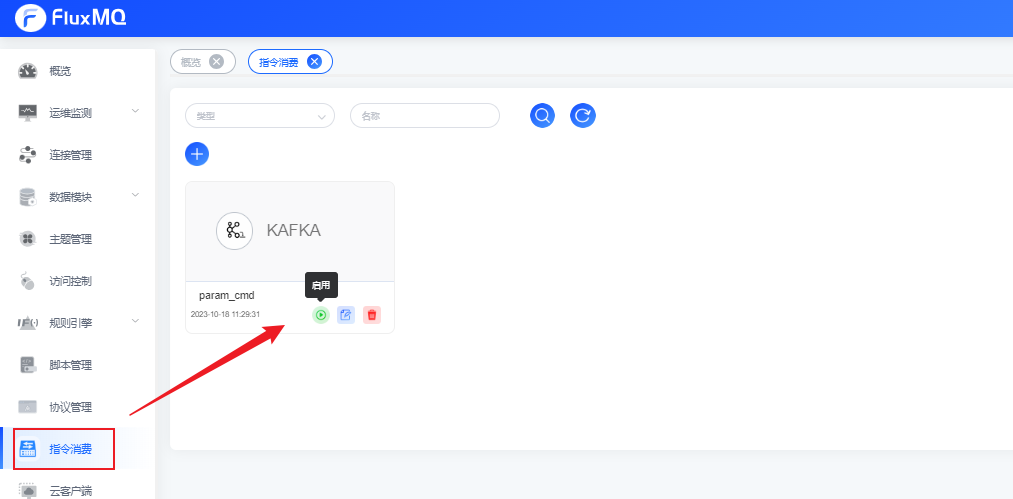 FluxMQ
概览
运维监测
连接管理
数据模块
主题管理
访问控制
规则引擎
脚本管理
协议管理
指令消费
云客户端
概览
指令消费
类型
名称
KAFKA
启用
param_cmd
2023-10-18 11:29:31